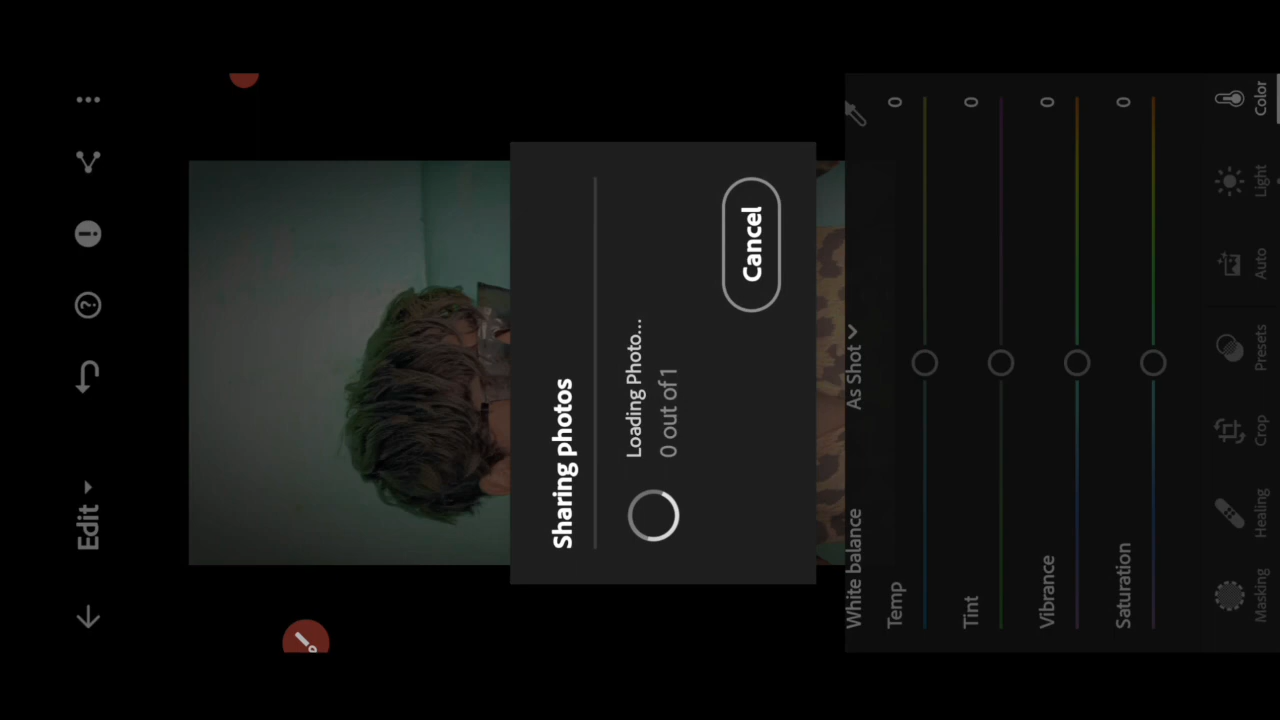 Edit
Sharing photos
Loading Photo...
0 out of 1
Cancel
White balance
As Shot
Temp
0
Tint
0
Vibrance
0
Saturation
0
Masking
Healing
Crop
Presets
Auto
Light
Color